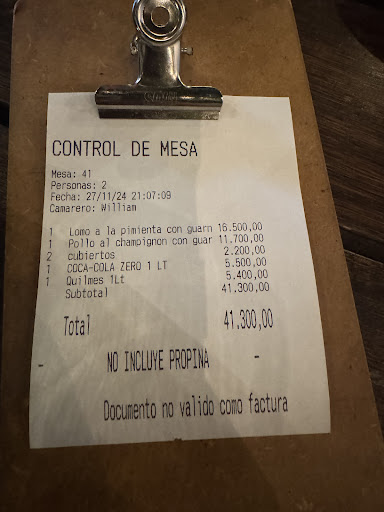 CONTROL DE MESA
Mesa: 41
Personas: 2
Fecha: 27/11/24 21:07:09
Camarero: William
1 Lomo a la pimienta con guarn 16.500,00
1 Pollo al champignon con guar 11.700,00
2 cubiertos 2.200,00
1 COCA-COLA ZERO 1 LT 5.500,00
1 Quilmes 1Lt 5.400,00
Subtotal 41.300,00
Total 41.300,00
- NO INCLUYE PROPINA -
Documento no valido como factura